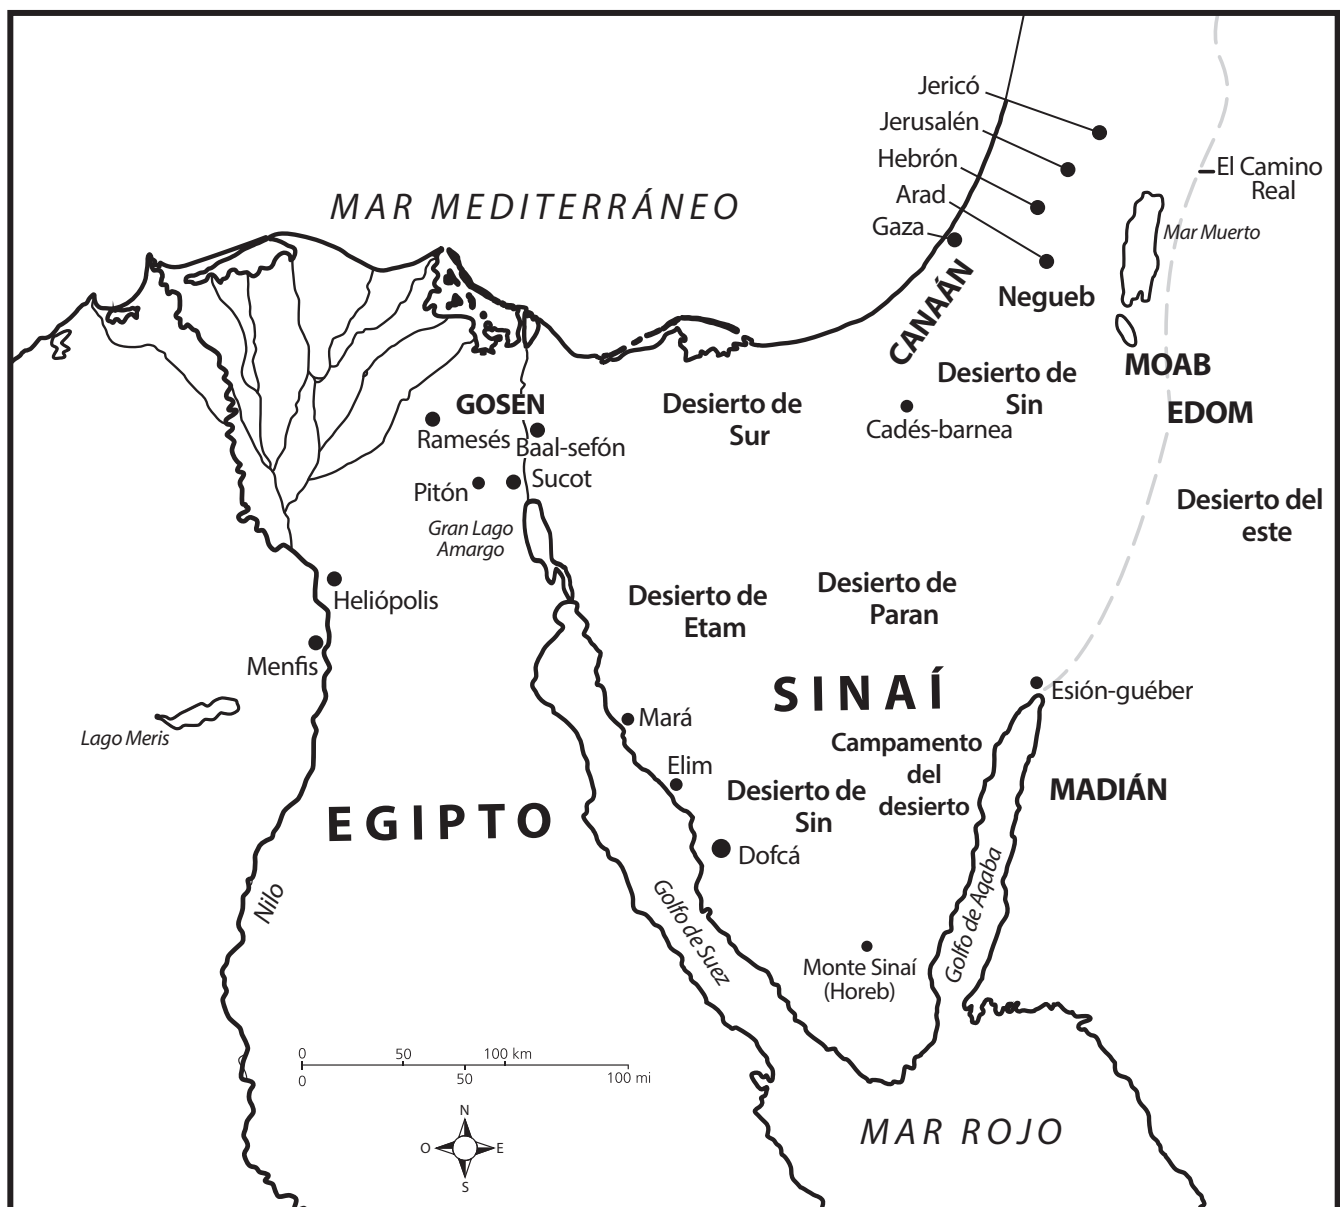 Jericó
Jerusalén
Hebrón
Arad
Gaza
El Camino
Real
MAR MEDITERRÁNEO
Mar Muerto
CANAÁN
Negueb
MOAB
Desierto de
Sin
EDOM
GOSEN
Desierto de
Sur
Cadés-barnea
Ramesés
Baal-sefón
Sucot
Pitón
Desierto del
este
Gran Lago
Amargo
Heliópolis
Desierto de
Etam
Desierto de
Paran
Menfis
SINAÍ
Esión-guéber
Mará
Lago Meris
Campamento
del
desierto
Elim
Desierto de
Sin
MADIÁN
EGIPTO
Dofcá
Nilo
Golfo de Suez
Golfo de Aqaba
Monte Sinaí
(Horeb)
0 50 100 km
0 50 100 mi
N
O E
S
MAR ROJO